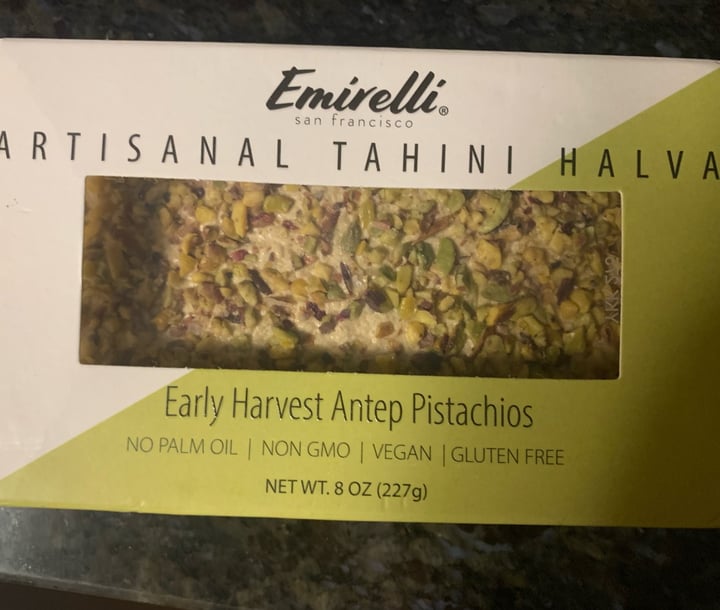 Emirelli®
san francisco
ARTISANAL TAHINI HALVA
Early Harvest Antep Pistachios
NO PALM OIL | NON GMO | VEGAN | GLUTEN FREE
NET WT. 8 OZ (227g)